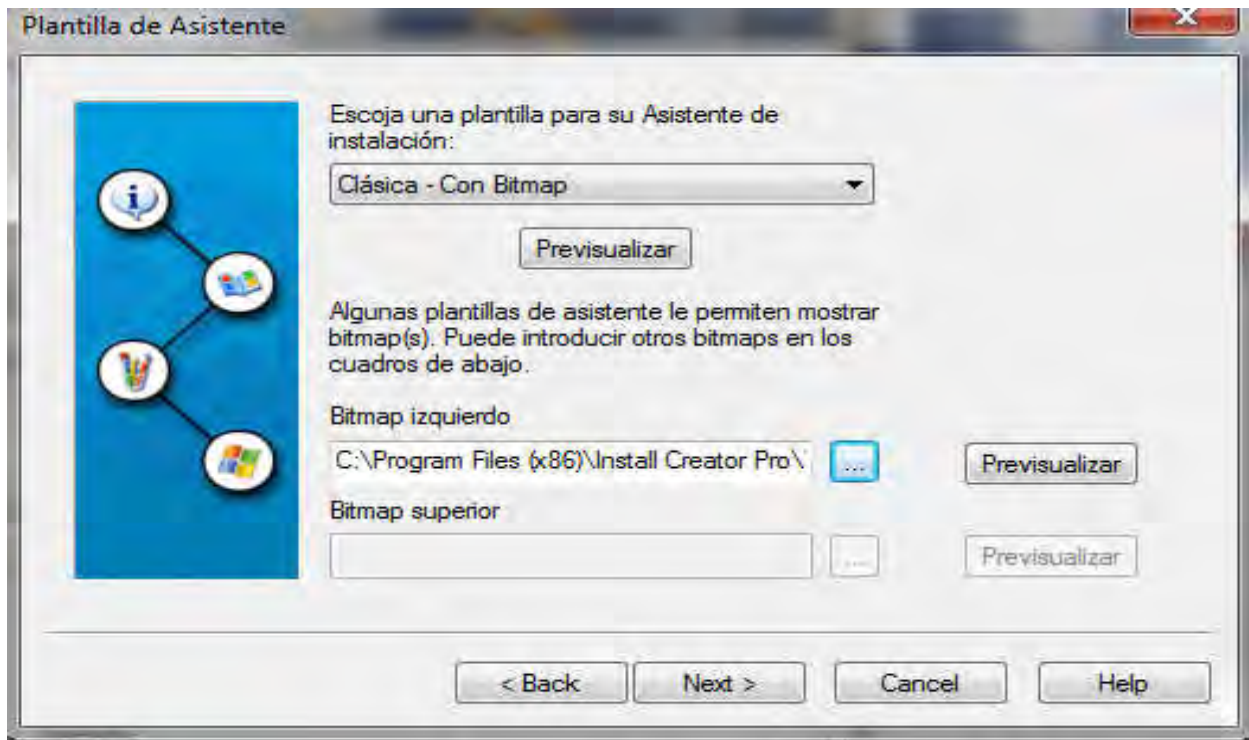 Plantilla de Asistente
Escoja una plantilla para su Asistente de
instalación:
Clásica - Con Bitmap
Previsualizar
Algunas plantillas de asistente le permiten mostrar
bitmap(s). Puede introducir otros bitmaps en los
cuadros de abajo.
Bitmap izquierdo
C:\Program Files (x86)\Install Creator Pro\
...
Previsualizar
Bitmap superior
...
Previsualizar
< Back
Next >
Cancel
Help